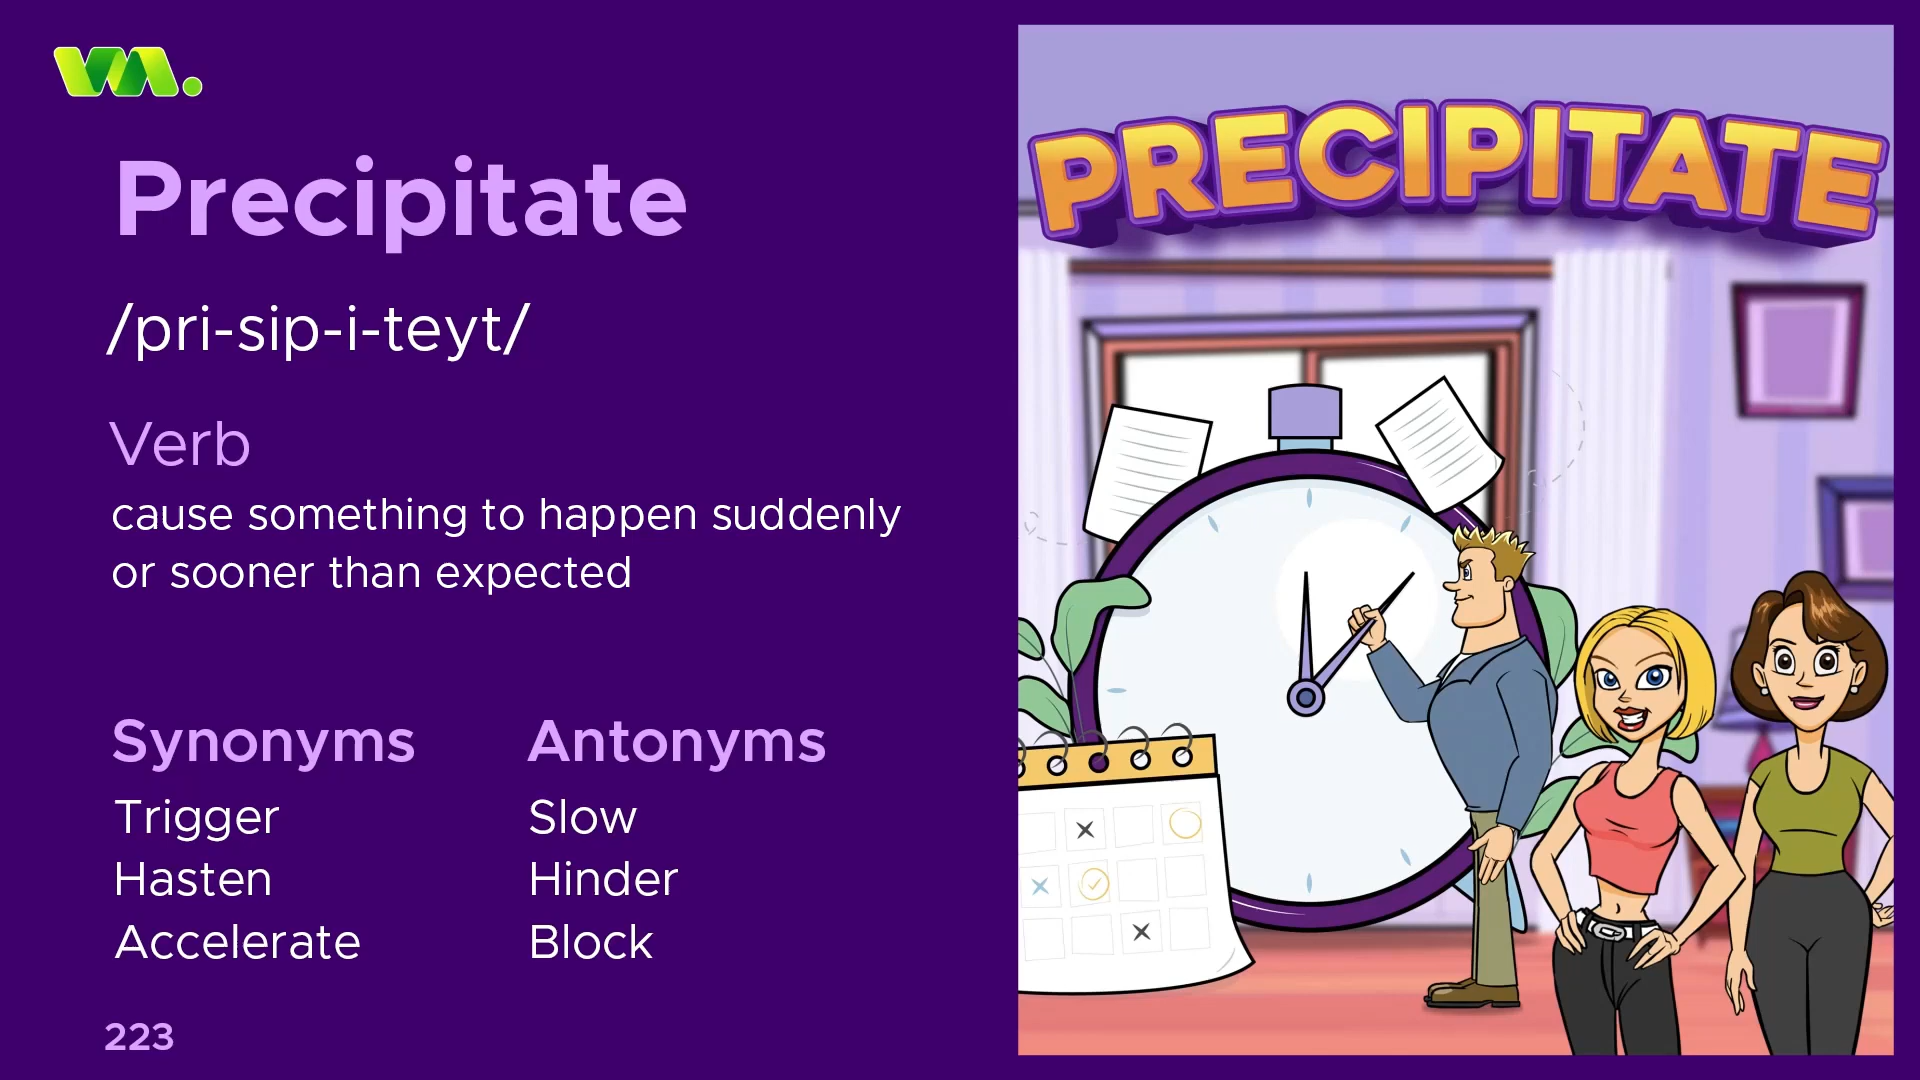 VM.
Precipitate
/pri-sip-i-teyt/
Verb
cause something to happen suddenly
or sooner than expected
Synonyms
Trigger
Hasten
Accelerate
Antonyms
Slow
Hinder
Block
223
PRECIPITATE